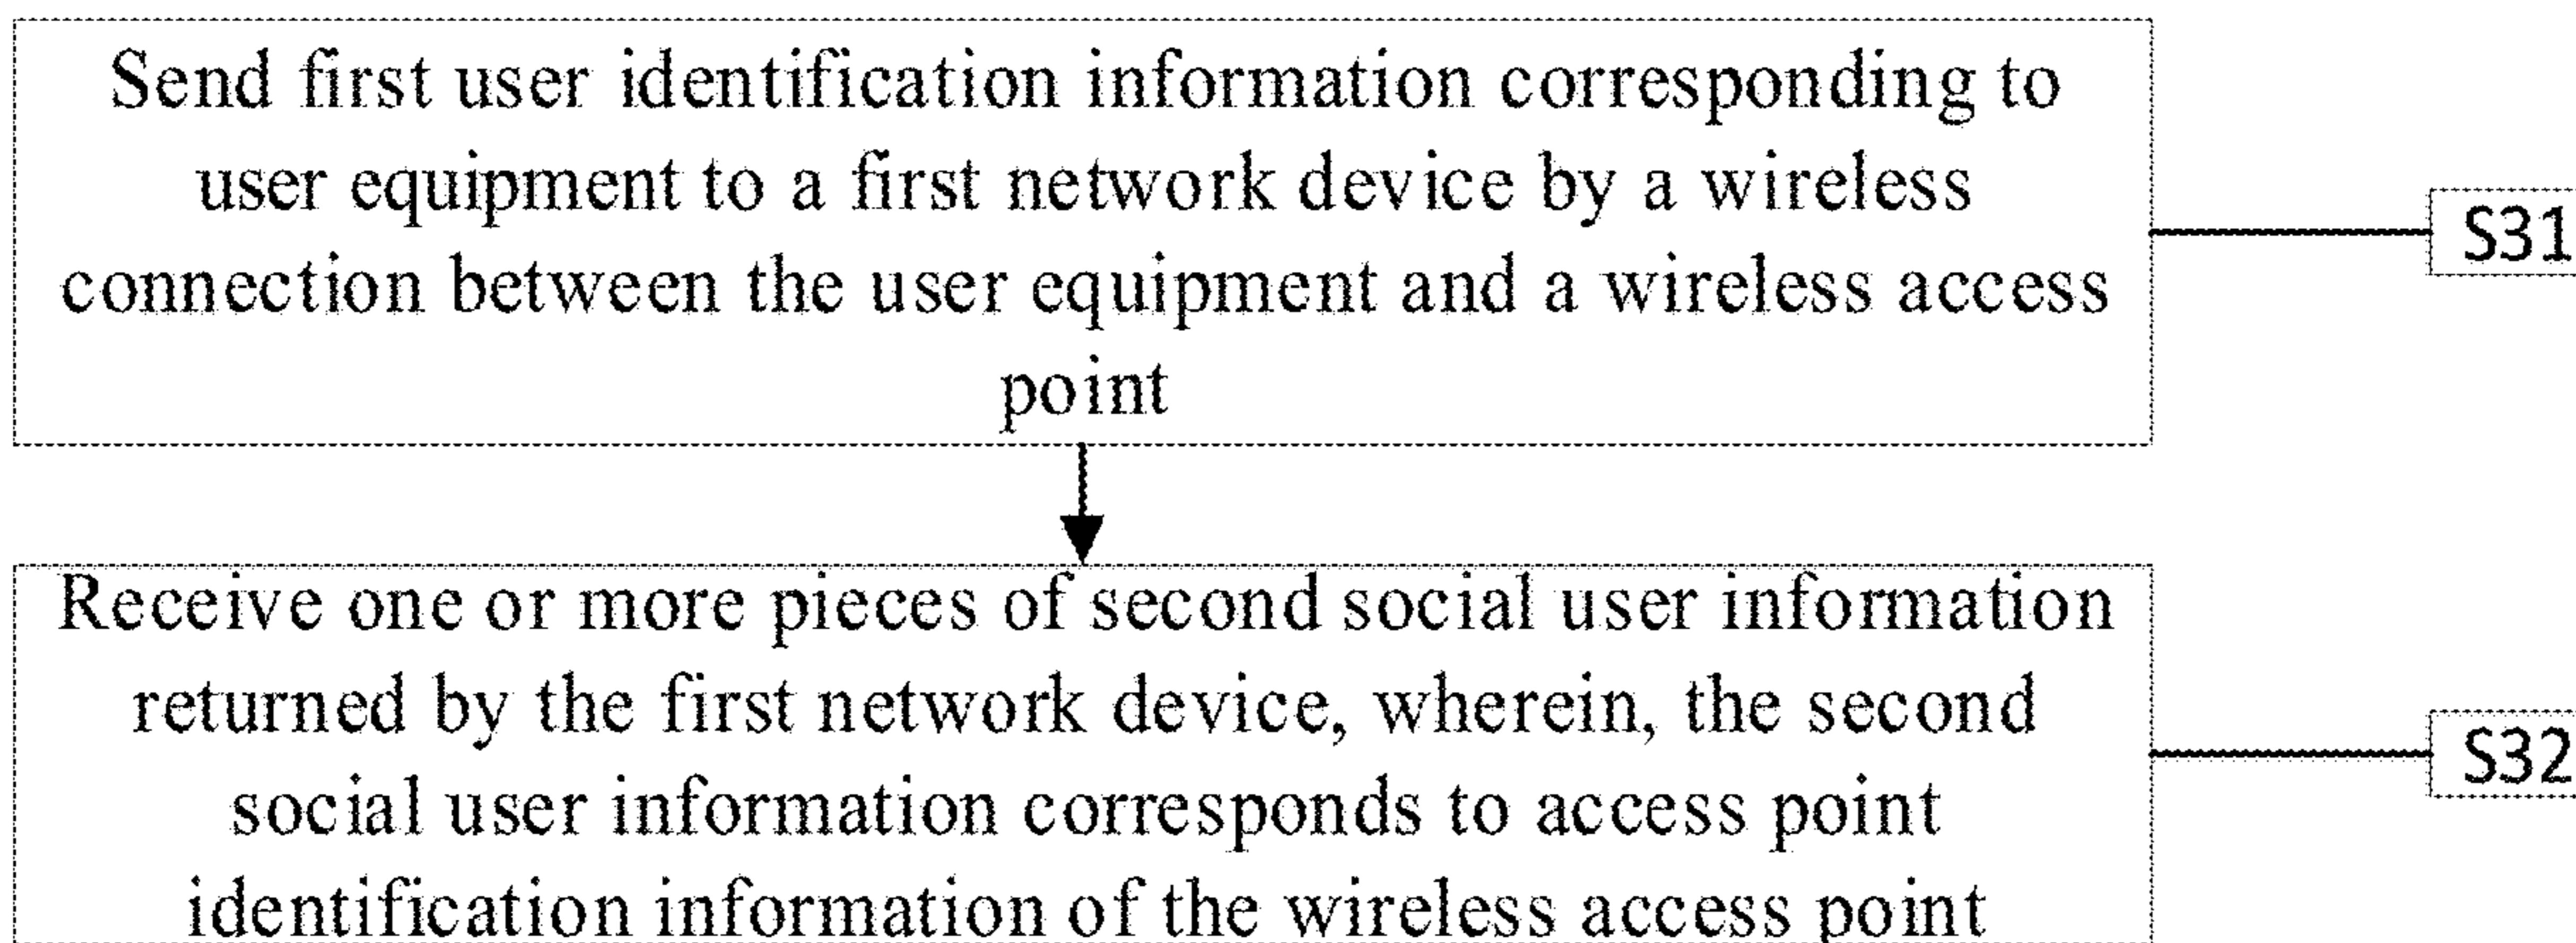 Send first user identification information corresponding to
user equipment to a first network device by a wireless
connection between the user equipment and a wireless access
point
S31
Receive one or more pieces of second social user information
returned by the first network device, wherein, the second
social user information corresponds to access point
identification information of the wireless access point
S32